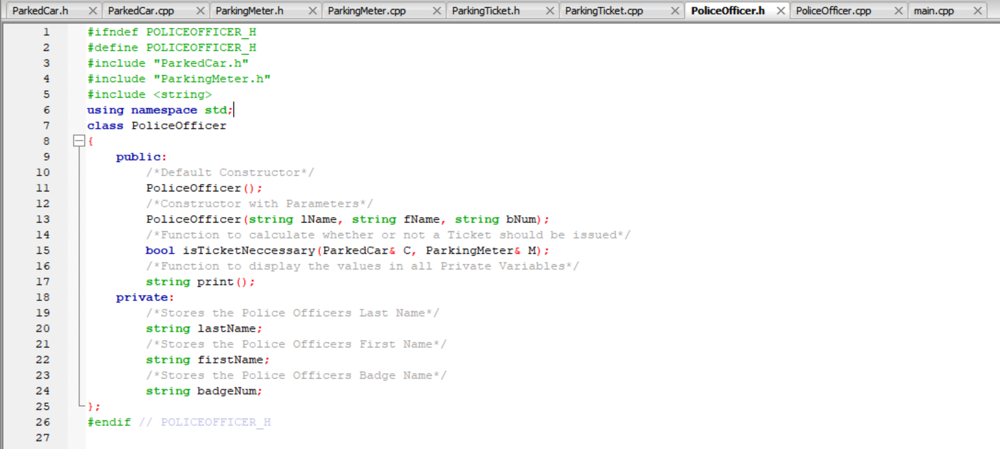 ParkedCar.h ParkedCar.cpp ParkingMeter.h ParkingMeter.cpp ParkingTicket.h ParkingTicket.cpp PoliceOfficer.h PoliceOfficer.cpp main.cpp
1 #ifndef POLICEOFFICER_H
2 #define POLICEOFFICER_H
3 #include "ParkedCar.h"
4 #include "ParkingMeter.h"
5 #include <string>
6 using namespace std;
7 class PoliceOfficer
8 {
9 public:
10 /*Default Constructor*/
11 PoliceOfficer();
12 /*Constructor with Parameters*/
13 PoliceOfficer(string lName, string fName, string bNum);
14 /*Function to calculate whether or not a Ticket should be issued*/
15 bool isTicketNeccessary(ParkedCar& C, ParkingMeter& M);
16 /*Function to display the values in all Private Variables*/
17 string print();
18 private:
19 /*Stores the Police Officers Last Name*/
20 string lastName;
21 /*Stores the Police Officers First Name*/
22 string firstName;
23 /*Stores the Police Officers Badge Name*/
24 string badgeNum;
25 };
26 #endif // POLICEOFFICER_H
27